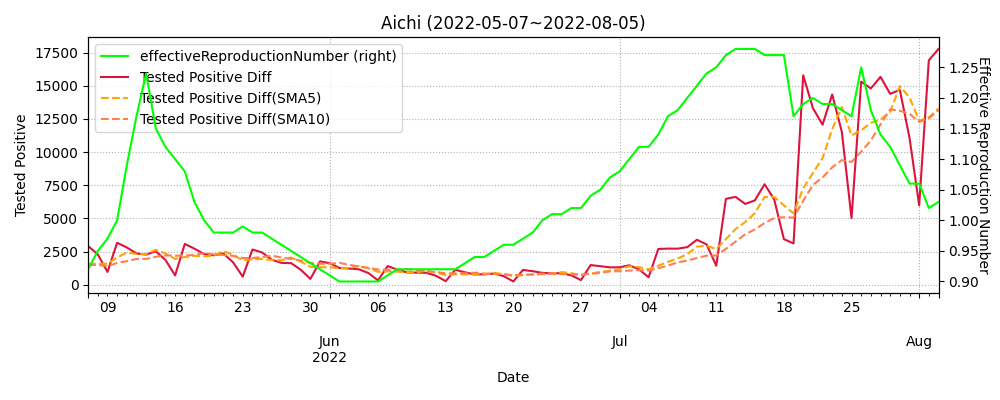 Aichi (2022-05-07~2022-08-05)
effectiveReproductionNumber (right)
Tested Positive Diff
Tested Positive Diff(SMA5)
Tested Positive Diff(SMA10)
Tested Positive
17500
15000
12500
10000
7500
5000
2500
0
Effective Reproduction Number
1.25
1.20
1.15
1.10
1.05
1.00
0.95
0.90
09 16 23 30 06 13 20 27 04 11 18 25
Jun Jul Aug
2022
Date